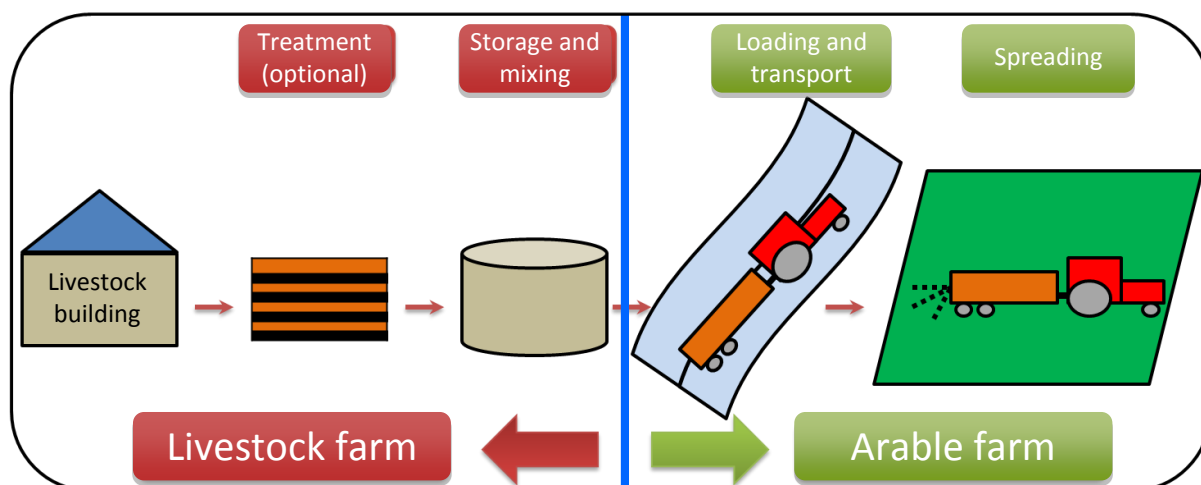 Treatment
(optional)
Storage and
mixing
Loading and
transport
Spreading
Livestock
building
Livestock farm
Arable farm